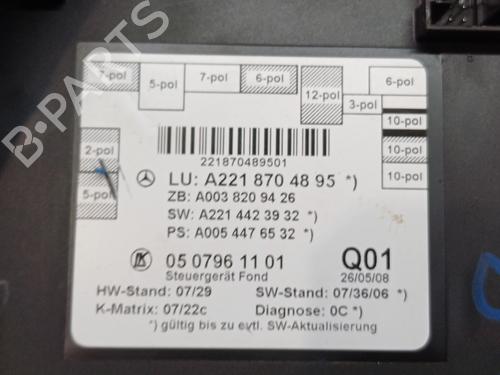 7-pol
5-pol
7-pol
6-pol
12-pol
3-pol
6-pol
10-pol
10-pol
10-pol
2-pol
5-pol
221870489501
LU: A221 870 48 95 *)
ZB: A003 820 94 26
SW: A221 442 39 32 *)
PS: A005 447 65 32 *)
05 0796 11 01
Q01
Steuergerät Fond
26/05/08
HW-Stand: 07/29
SW-Stand: 07/36/06 *)
K-Matrix: 07/22c
Diagnose: 0C *)
*) gültig bis zu evtl. SW-Aktualisierung
B-PARTS